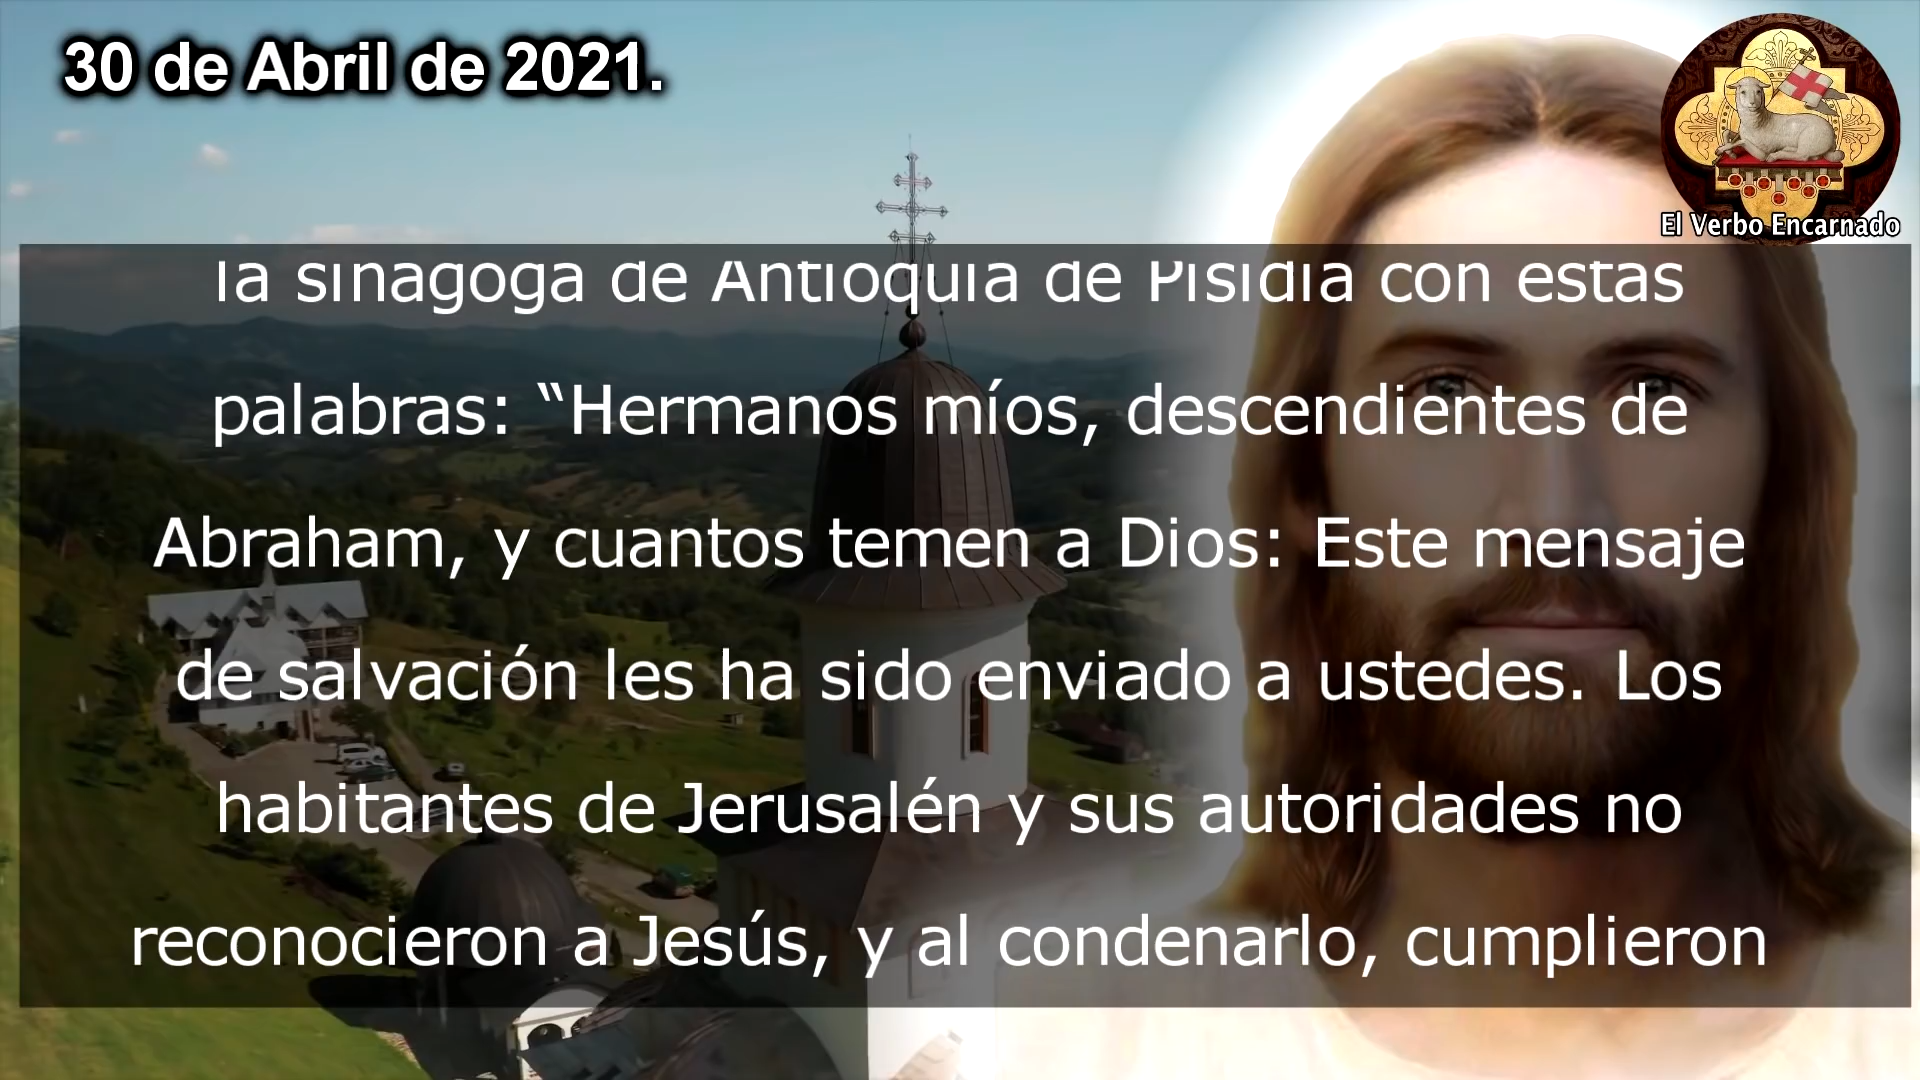 30 de Abril de 2021.
El Verbo Encarnado
la sinagoga de Antioquía de Pisidia con estas
palabras: “Hermanos míos, descendientes de
Abraham, y cuantos temen a Dios: Este mensaje
de salvación les ha sido enviado a ustedes. Los
habitantes de Jerusalén y sus autoridades no
reconocieron a Jesús, y al condenarlo, cumplieron